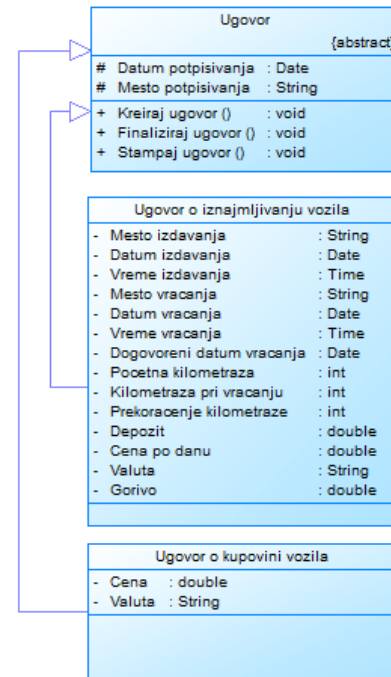 Ugovor
{abstract}
# Datum potpisivanja : Date
# Mesto potpisivanja : String
+ Kreiraj ugovor () : void
+ Finaliziraj ugovor () : void
+ Stampaj ugovor () : void
Ugovor o iznajmljivanju vozila
- Mesto izdavanja : String
- Datum izdavanja : Date
- Vreme izdavanja : Time
- Mesto vracanja : String
- Datum vracanja : Date
- Vreme vracanja : Time
- Dogovoreni datum vracanja : Date
- Pocetna kilometraza : int
- Kilometraza pri vracanju : int
- Prekoracenje kilometraze : int
- Depozit : double
- Cena po danu : double
- Valuta : String
- Gorivo : double
Ugovor o kupovini vozila
- Cena : double
- Valuta : String